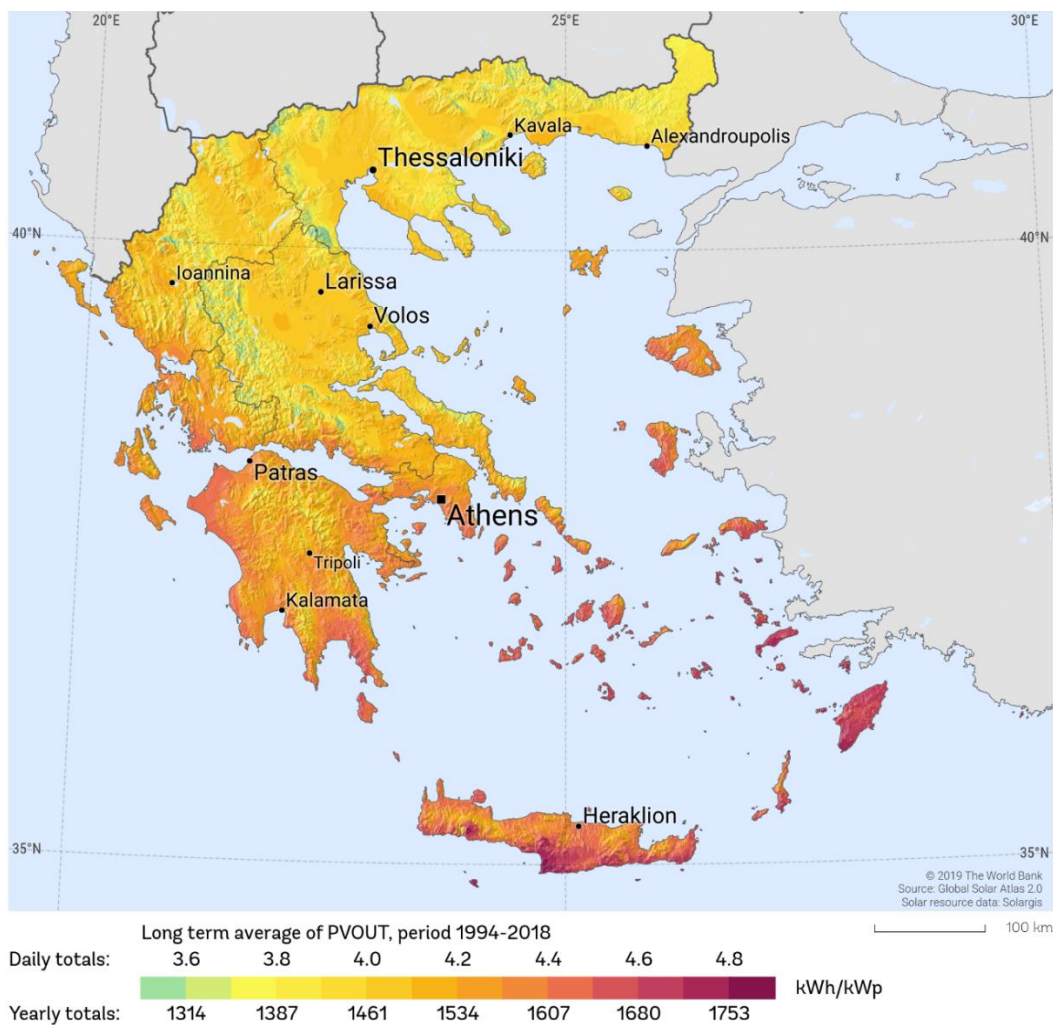 20°E 25°E 30°E
Kavala
Alexandroupolis
Thessaloniki
40°N 40°N
Ioannina
Larissa
Volos
Patras
Athens
Tripoli
Kalamata
Heraklion
35°N 35°N
© 2019 The World Bank
Source: Global Solar Atlas 2.0
Solar resource data: Solargis
Long term average of PVOUT, period 1994-2018
100 km
Daily totals: 3.6 3.8 4.0 4.2 4.4 4.6 4.8
kWh/kWp
Yearly totals: 1314 1387 1461 1534 1607 1680 1753